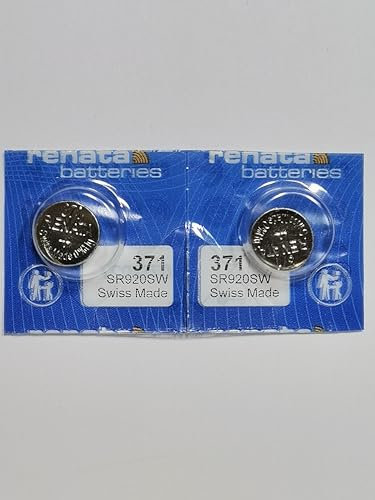 renata
batteries
371
SR920SW
Swiss Made
renata
batteries
371
SR920SW
Swiss Made